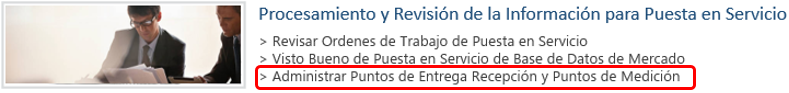 Procesamiento y Revisión de la Información para Puesta en Servicio
> Revisar Ordenes de Trabajo de Puesta en Servicio
> Visto Bueno de Puesta en Servicio de Base de Datos de Mercado
> Administrar Puntos de Entrega Recepción y Puntos de Medición